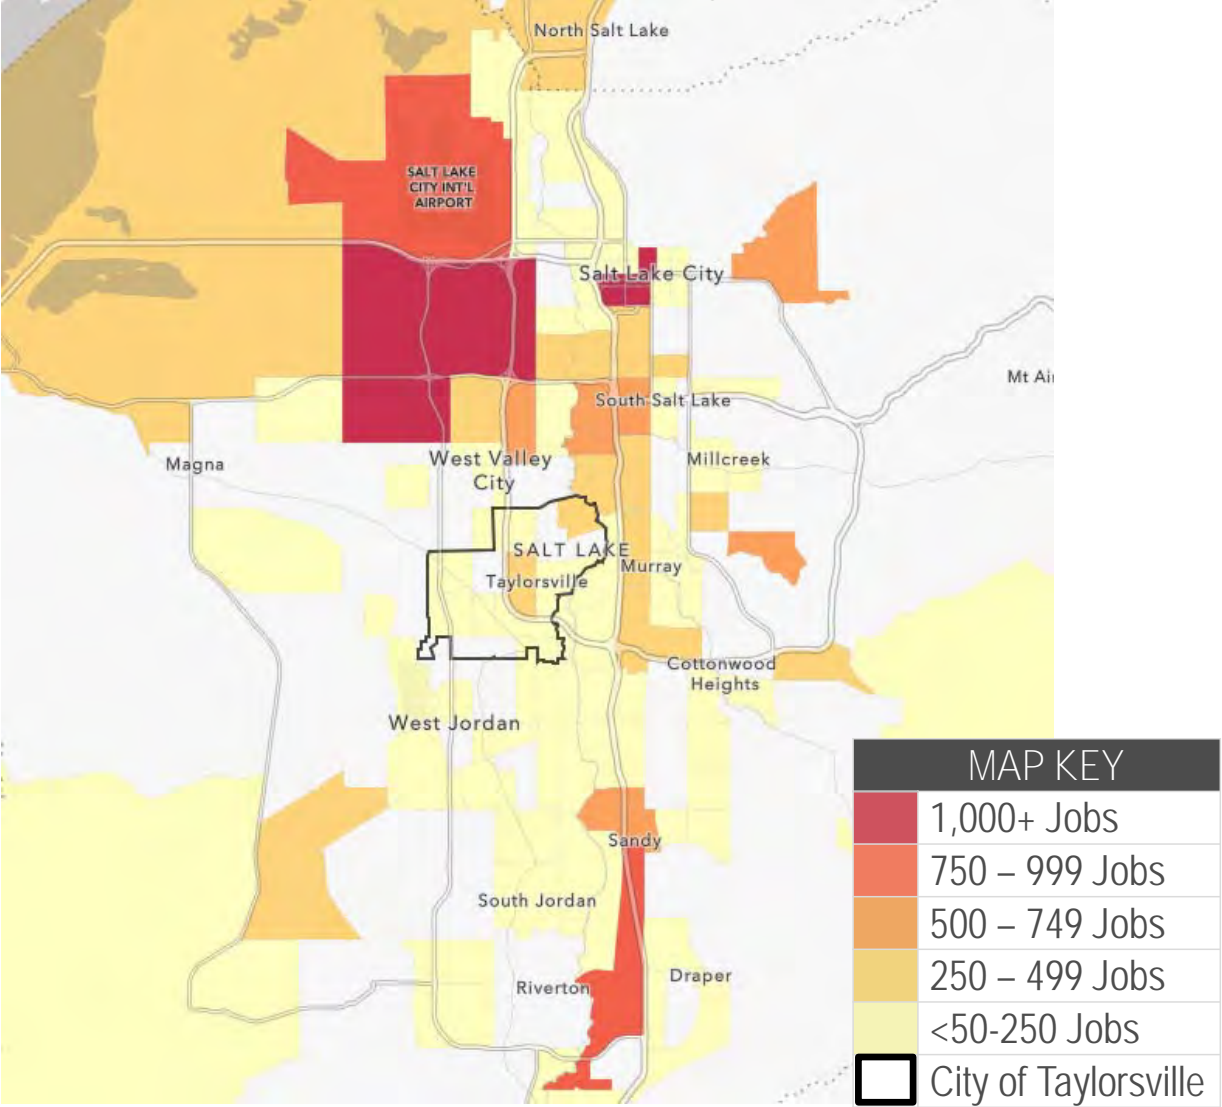 North Salt Lake
SALT LAKE
CITY INT'L
AIRPORT
Salt Lake City
Mt Air
South Salt Lake
Magna
West Valley
City
Millcreek
SALT LAKE
Murray
Taylorsville
Cottonwood
Heights
West Jordan
Sandy
South Jordan
Riverton
Draper
MAP KEY
1,000+ Jobs
750 – 999 Jobs
500 – 749 Jobs
250 – 499 Jobs
<50-250 Jobs
City of Taylorsville